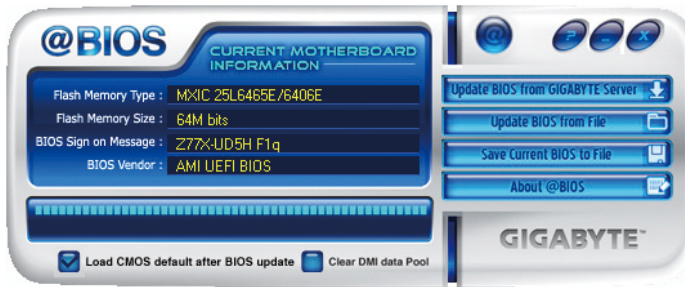 @BIOS
CURRENT MOTHERBOARD
INFORMATION
Flash Memory Type : MXIC 25L6465E/6406E
Flash Memory Size : 64M bits
BIOS Sign on Message : Z77X-UD5H F1q
BIOS Vendor : AMI UEFI BIOS
Load CMOS default after BIOS update
Clear DMI data Pool
@
? _ X
Update BIOS from GIGABYTE Server
Update BIOS from File
Save Current BIOS to File
About @BIOS
GIGABYTE™